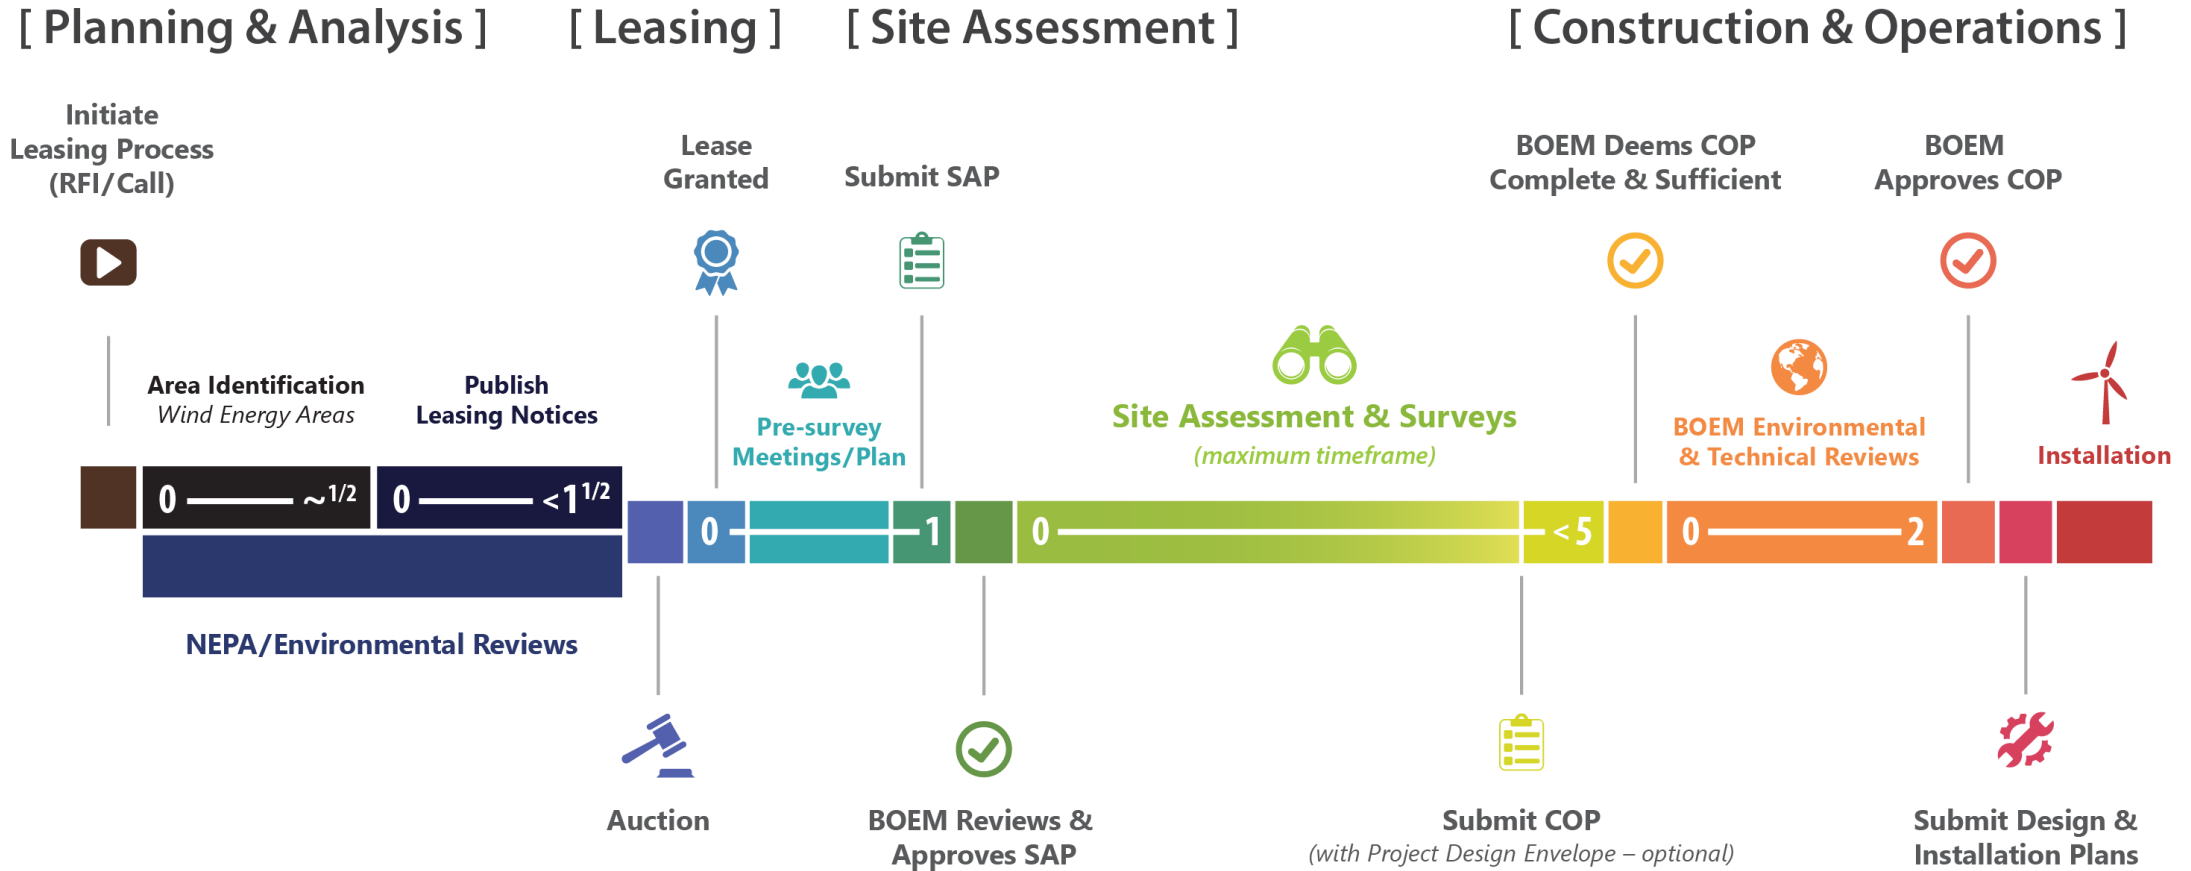 [ Planning & Analysis ]
[ Leasing ]
[ Site Assessment ]
[ Construction & Operations ]
Initiate
Leasing Process
(RFI/Call)
Lease
Granted
Submit SAP
BOEM Deems COP
Complete & Sufficient
BOEM
Approves COP
Area Identification
Wind Energy Areas
Publish
Leasing Notices
Pre-survey
Meetings/Plan
Site Assessment & Surveys
(maximum timeframe)
BOEM Environmental
& Technical Reviews
Installation
0 ~1/2
0 <1 1/2
0 1
0 <5
0 2
NEPA/Environmental Reviews
Auction
BOEM Reviews &
Approves SAP
Submit COP
(with Project Design Envelope – optional)
Submit Design &
Installation Plans